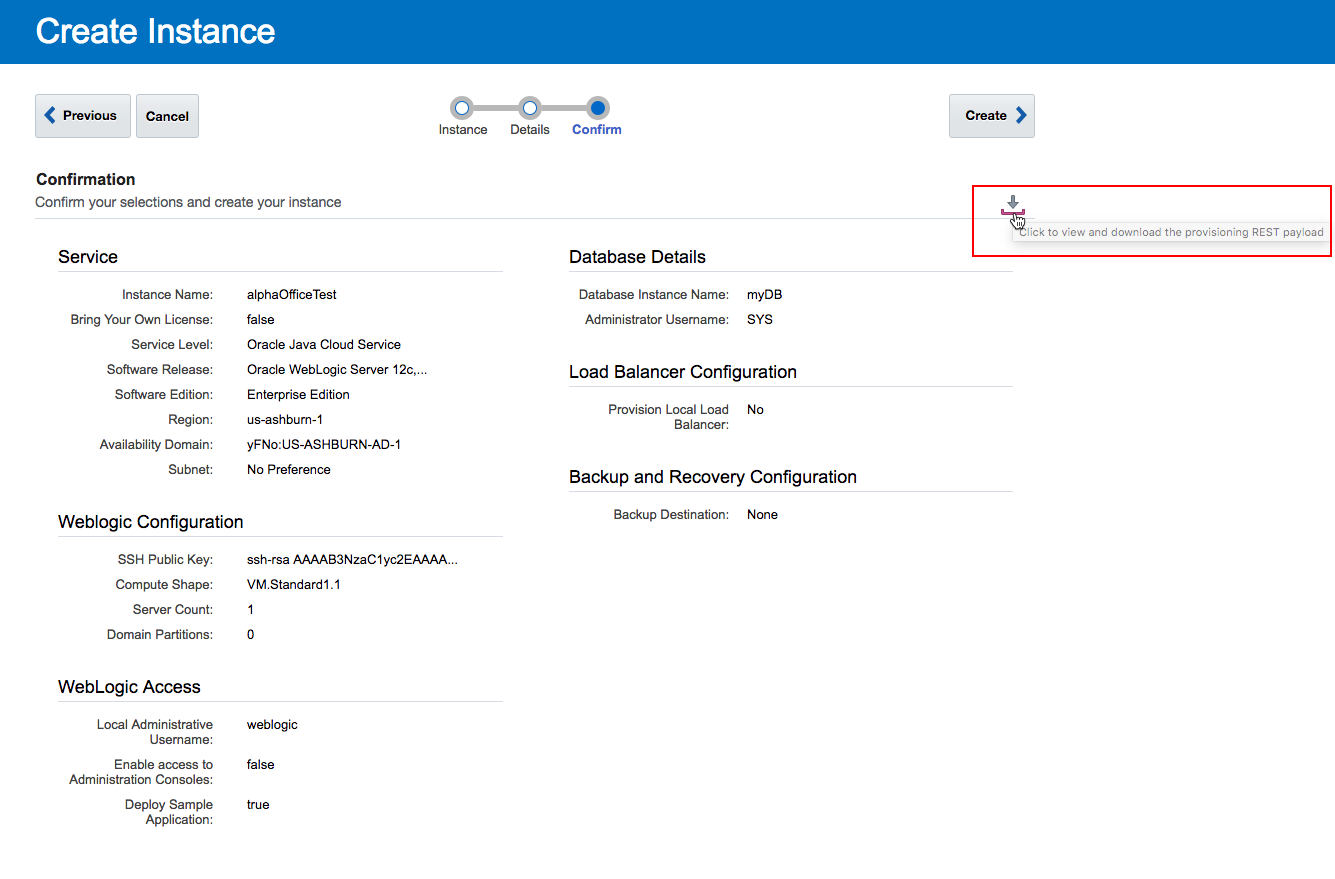 Create Instance
Previous
Cancel
Instance
Details
Confirm
Create
Confirmation
Confirm your selections and create your instance
Click to view and download the provisioning REST payload
Service
Instance Name: alphaOfficeTest
Bring Your Own License: false
Service Level: Oracle Java Cloud Service
Software Release: Oracle WebLogic Server 12c,...
Software Edition: Enterprise Edition
Region: us-ashburn-1
Availability Domain: yFNo:US-ASHBURN-AD-1
Subnet: No Preference
Weblogic Configuration
SSH Public Key: ssh-rsa AAAAB3NzaC1yc2EAAAA...
Compute Shape: VM.Standard1.1
Server Count: 1
Domain Partitions: 0
WebLogic Access
Local Administrative weblogic
Username:
Enable access to false
Administration Consoles:
Deploy Sample true
Application:
Database Details
Database Instance Name: myDB
Administrator Username: SYS
Load Balancer Configuration
Provision Local Load No
Balancer:
Backup and Recovery Configuration
Backup Destination: None